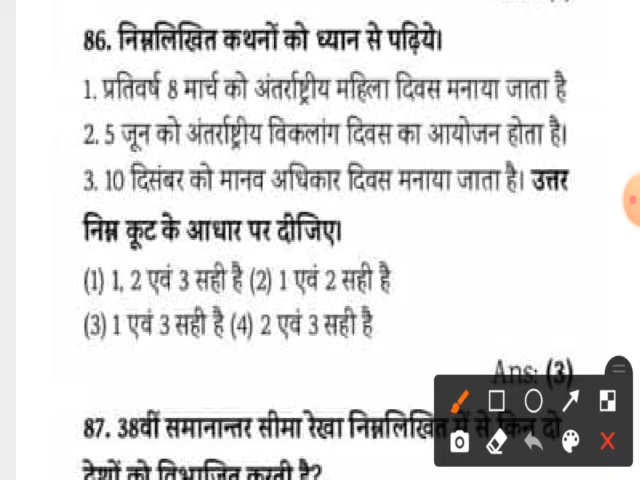 86. निम्नलिखित कथनों को ध्यान से पढ़िये।
1. प्रतिवर्ष 8 मार्च को अंतर्राष्ट्रीय महिला दिवस मनाया जाता है
2. 5 जून को अंतर्राष्ट्रीय विकलांग दिवस का आयोजन होता है।
3. 10 दिसंबर को मानव अधिकार दिवस मनाया जाता है। उत्तर
निम्न कूट के आधार पर दीजिए।
(1) 1, 2 एवं 3 सही है (2) 1 एवं 2 सही है
(3) 1 एवं 3 सही है (4) 2 एवं 3 सही है
Ans: (3)
87. 38वीं समानान्तर सीमा रेखा निम्नलिखित में से किन दो
देशों को विभाजित करती है?